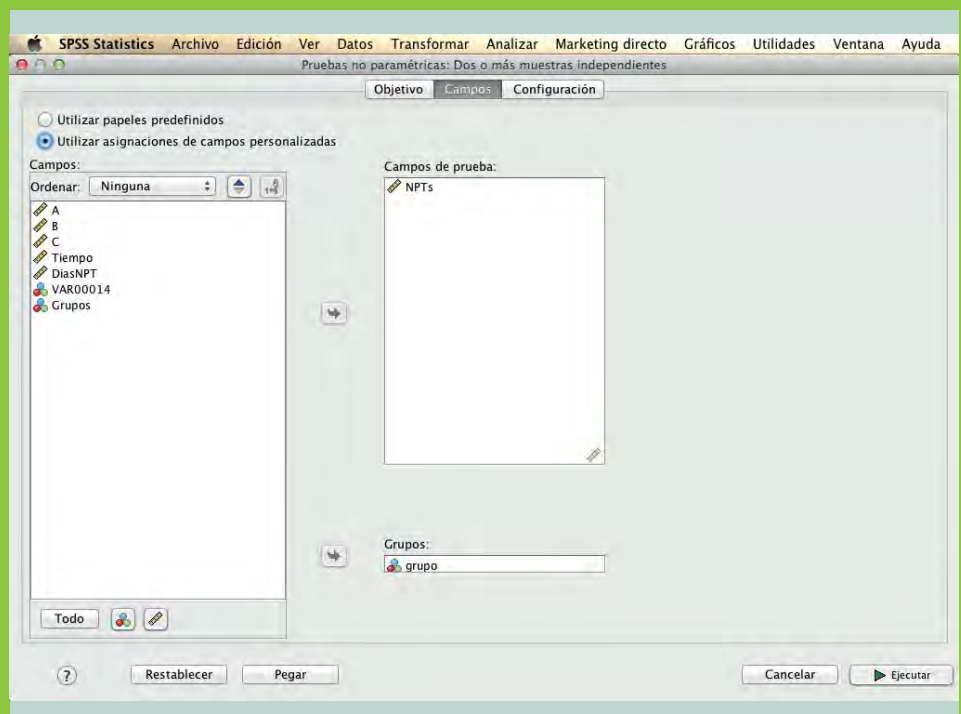 SPSS Statistics Archivo Edición Ver Datos Transformar Analizar Marketing directo Gráficos Utilidades Ventana Ayuda
Pruebas no paramétricas: Dos o más muestras independientes
Objetivo Campos Configuración
Utilizar papeles predefinidos
Utilizar asignaciones de campos personalizadas
Campos:
Ordenar: Ninguna
A
B
C
Tiempo
DiasNPT
VAR00014
Grupos
Todo
Campos de prueba:
NPTs
Grupos:
grupo
? Restablecer Pegar Cancelar Ejecutar